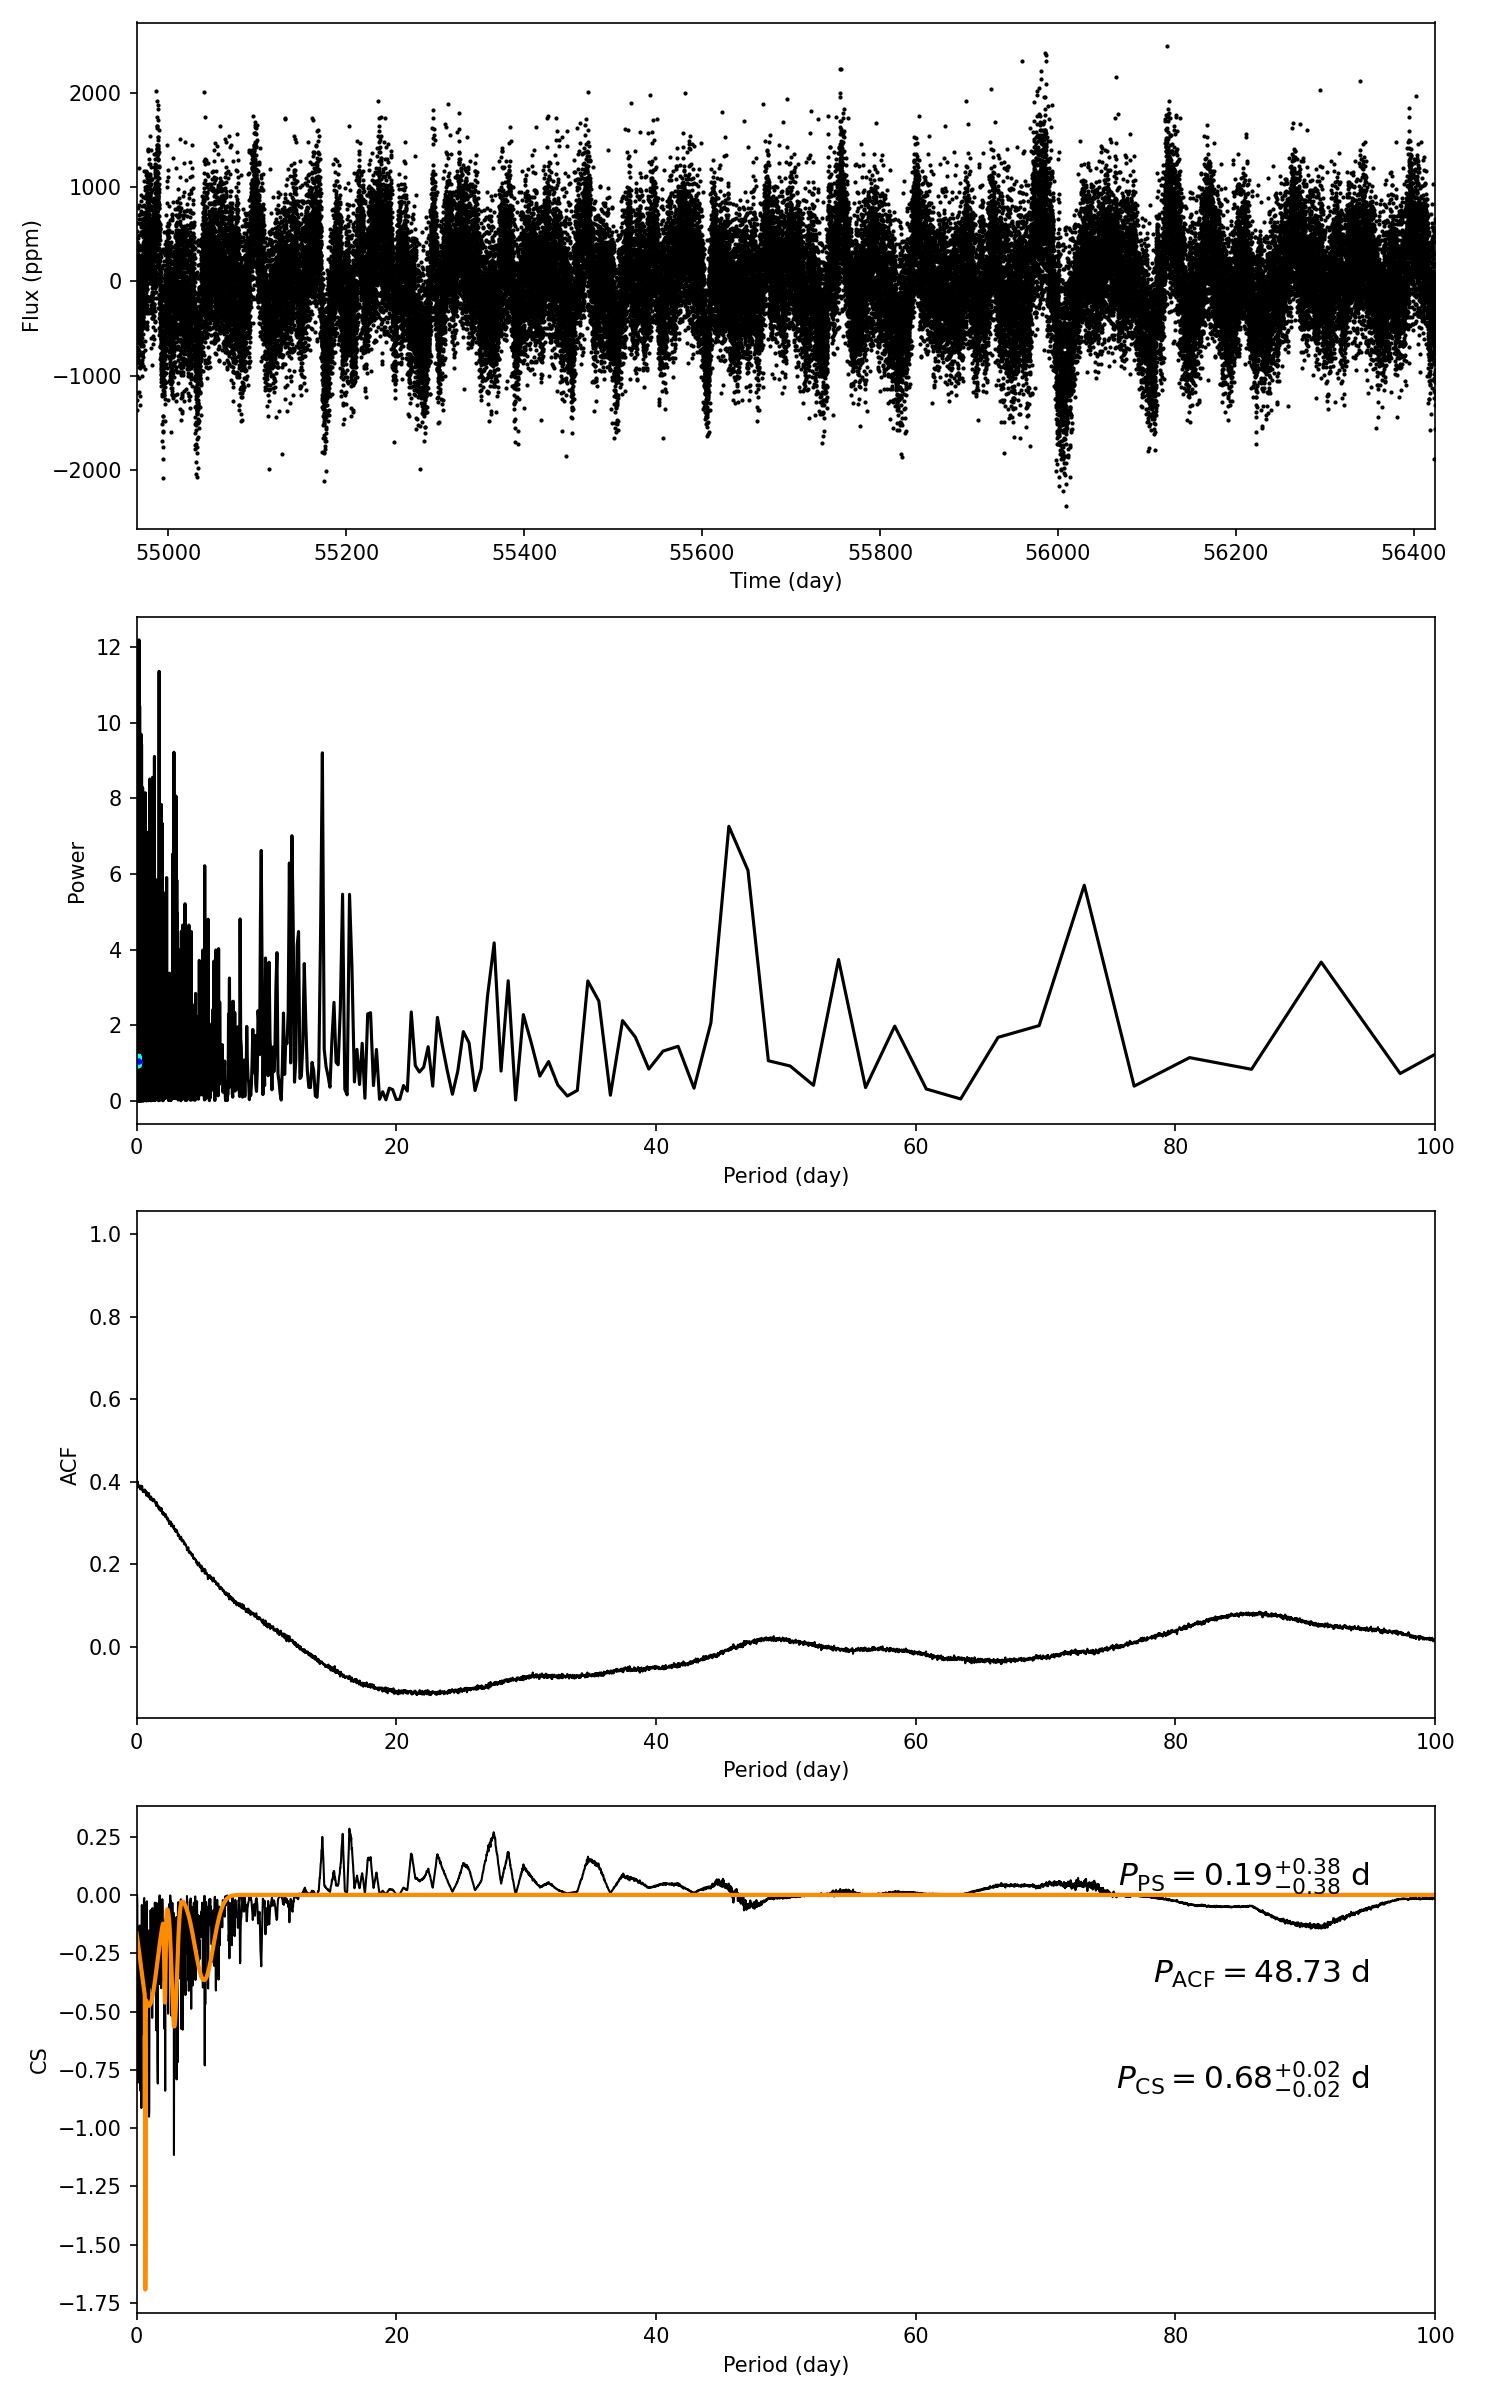 2000
1000
0
−1000
−2000
Flux (ppm)
55000 55200 55400 55600 55800 56000 56200 56400
Time (day)
12
10
8
6
4
2
0
Power
0 20 40 60 80 100
Period (day)
1.0
0.8
0.6
0.4
0.2
0.0
ACF
0 20 40 60 80 100
Period (day)
0.25
0.00
−0.25
−0.50
−0.75
−1.00
−1.25
−1.50
−1.75
CS
P_PS = 0.19 +0.38 −0.38 d
P_ACF = 48.73 d
P_CS = 0.68 +0.02 −0.02 d
0 20 40 60 80 100
Period (day)